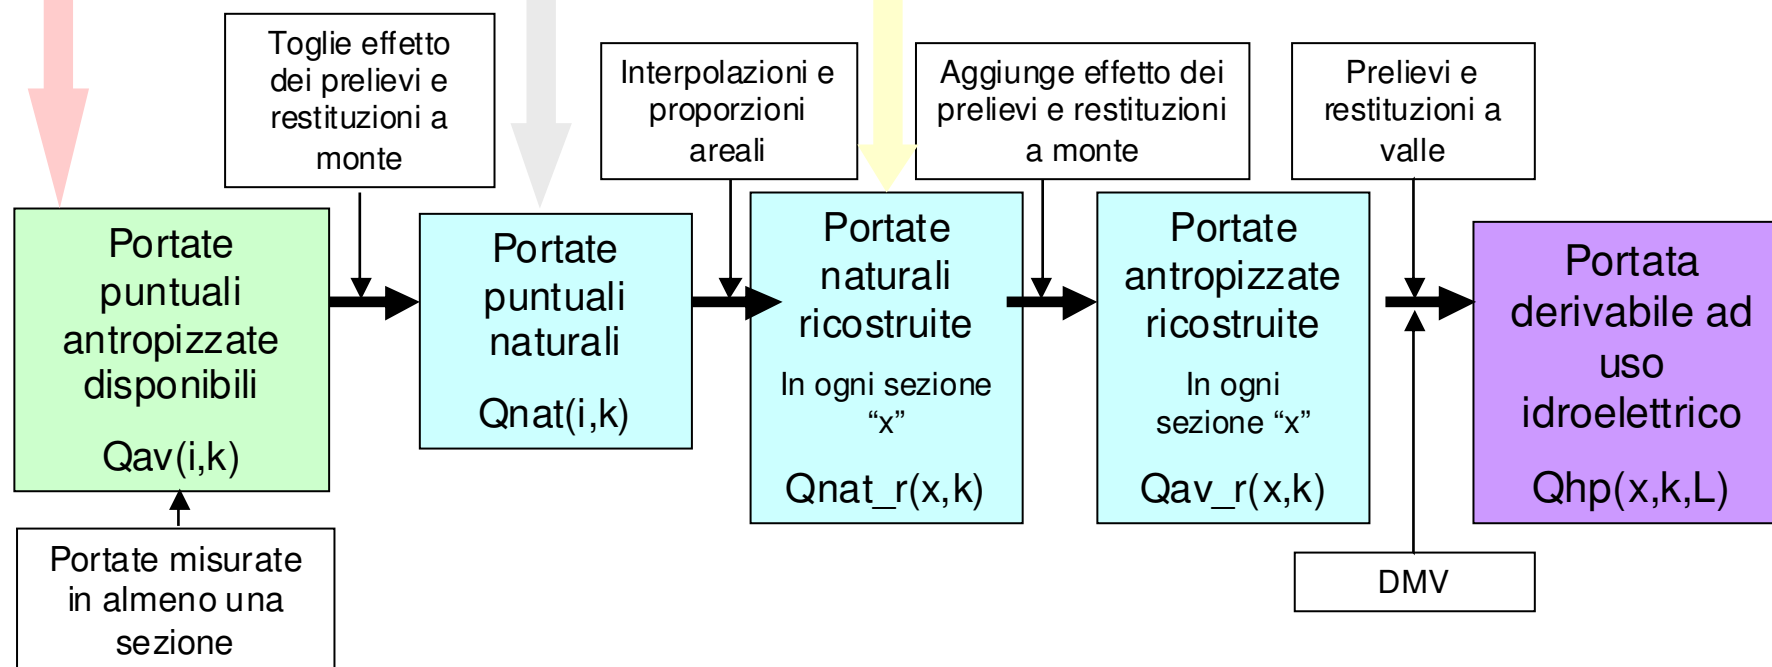 Toglie effetto
dei prelievi e
restituzioni a
monte
Interpolazioni e
proporzioni
areali
Aggiunge effetto dei
prelievi e restituzioni
a monte
Prelievi e
restituzioni a
valle
Portate
puntuali
antropizzate
disponibili
Qav(i,k)
Portate
puntuali
naturali
Qnat(i,k)
Portate
naturali
ricostruite
In ogni sezione
“x”
Qnat_r(x,k)
Portate
antropizzate
ricostruite
In ogni
sezione “x”
Qav_r(x,k)
Portata
derivabile ad
uso
idroelettrico
Qhp(x,k,L)
Portate misurate
in almeno una
sezione
DMV